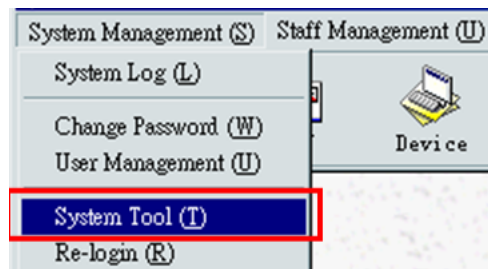 System Management (S) Staff Management (U)
System Log (L)
Change Password (W)
User Management (U)
System Tool (T)
Re-login (R)
Device